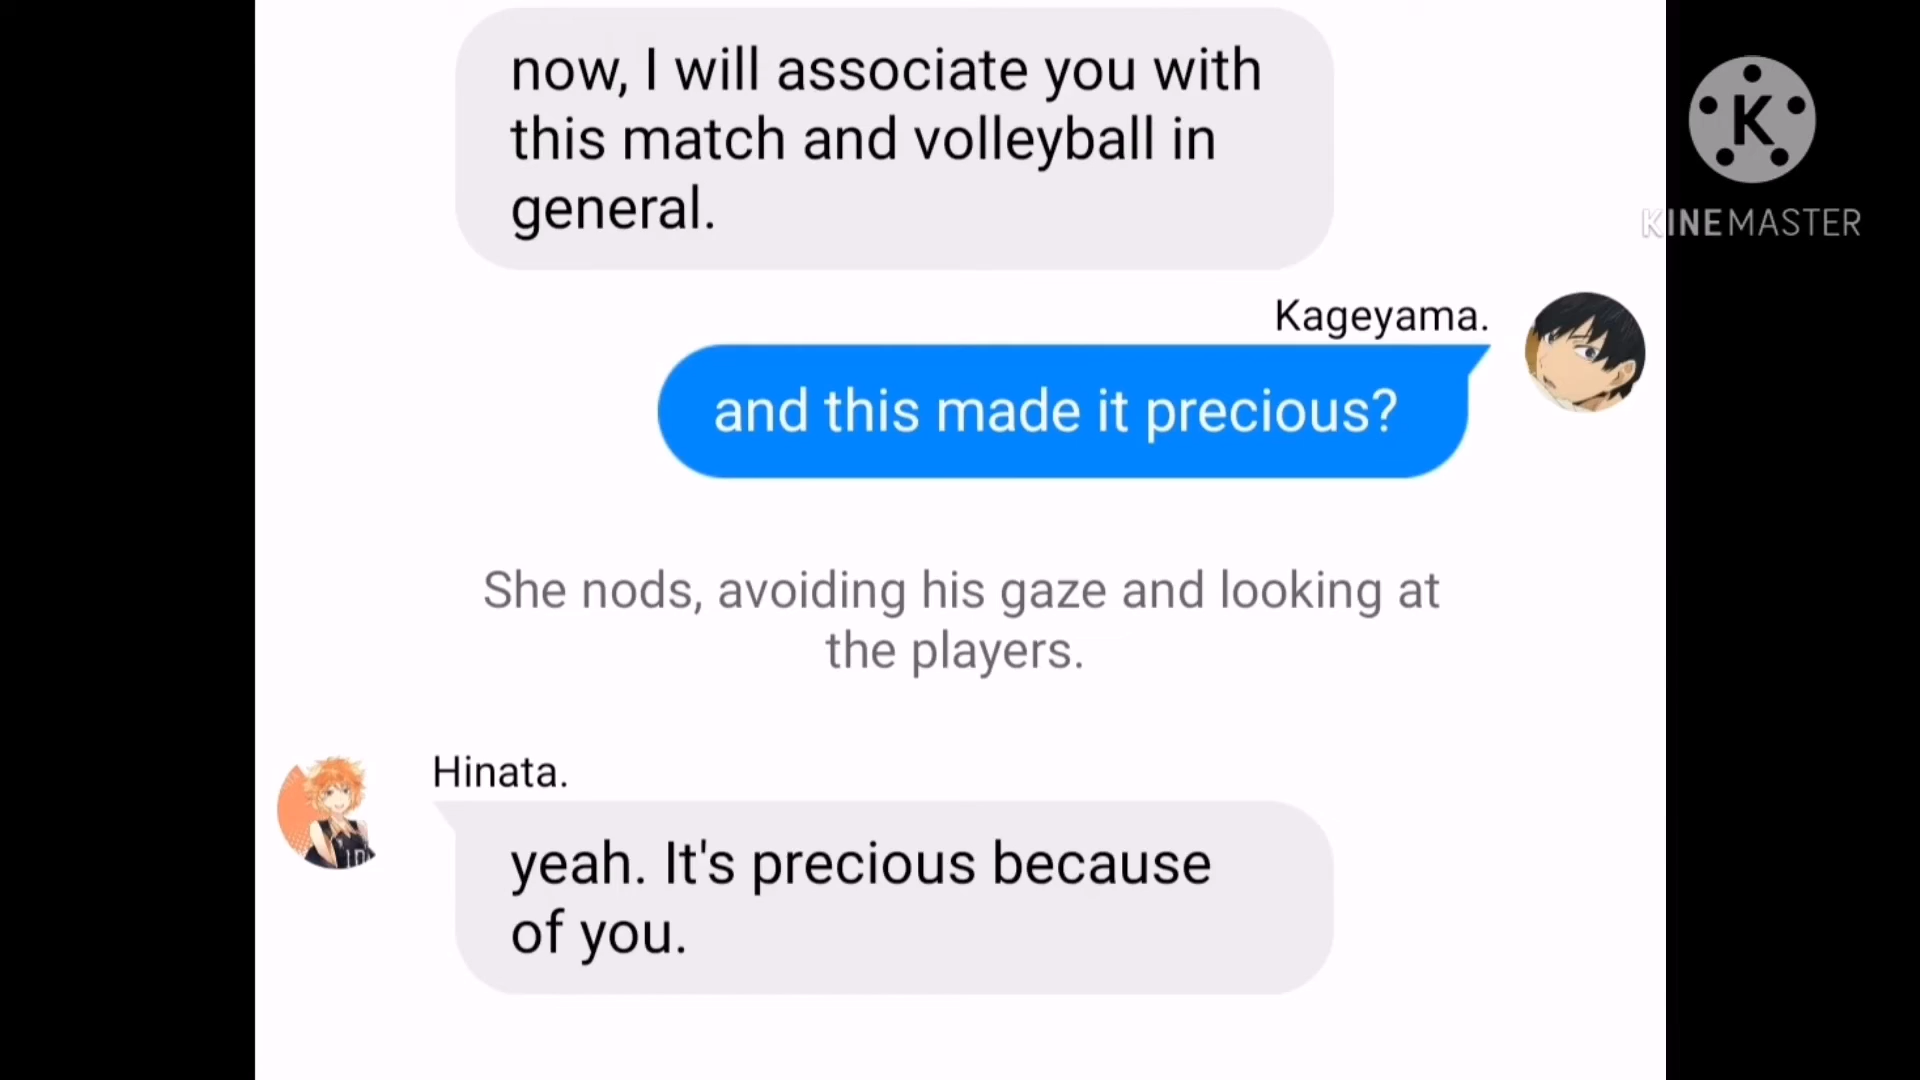 now, I will associate you with
this match and volleyball in
general.
K
KINEMASTER
Kageyama.
and this made it precious?
She nods, avoiding his gaze and looking at
the players.
Hinata.
yeah. It's precious because
of you.